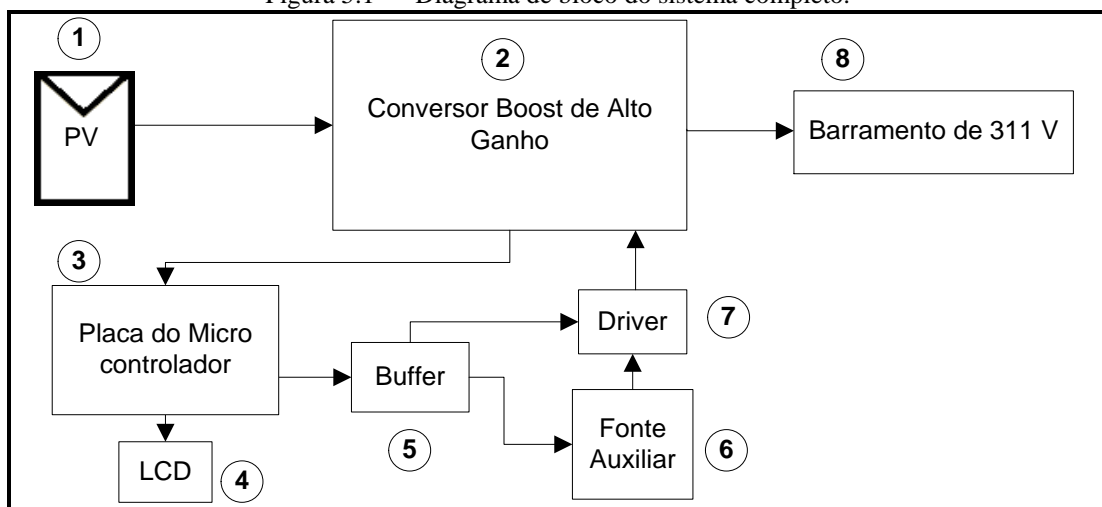 Figura 3.1 – Diagrama de bloco do sistema completo.
1
PV
2
Conversor Boost de Alto
Ganho
8
Barramento de 311 V
3
Placa do Micro
controlador
Buffer
5
Driver
7
Fonte
Auxiliar
6
LCD
4